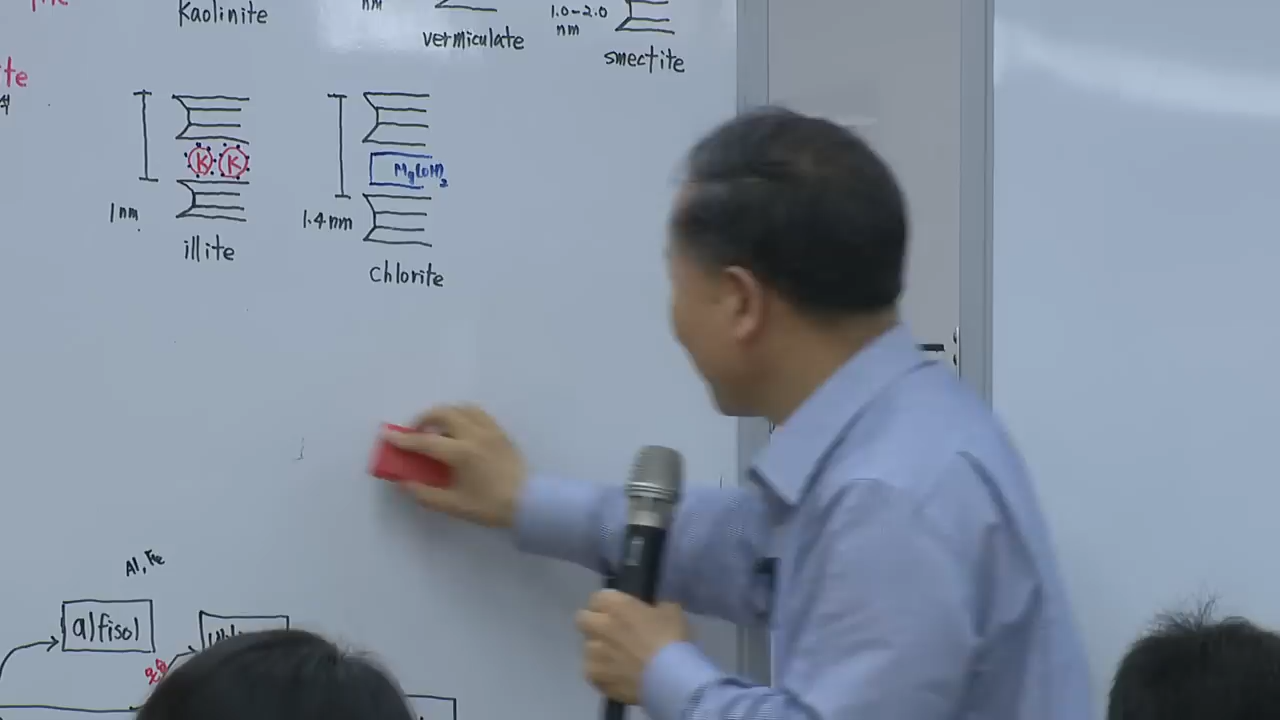 Kaolinite
nm
vermiculate
1.0-2.0
nm
smectite
te
K K
1nm
illite
Mg(OH)2
1.4nm
chlorite
Al, Fe
alfisol